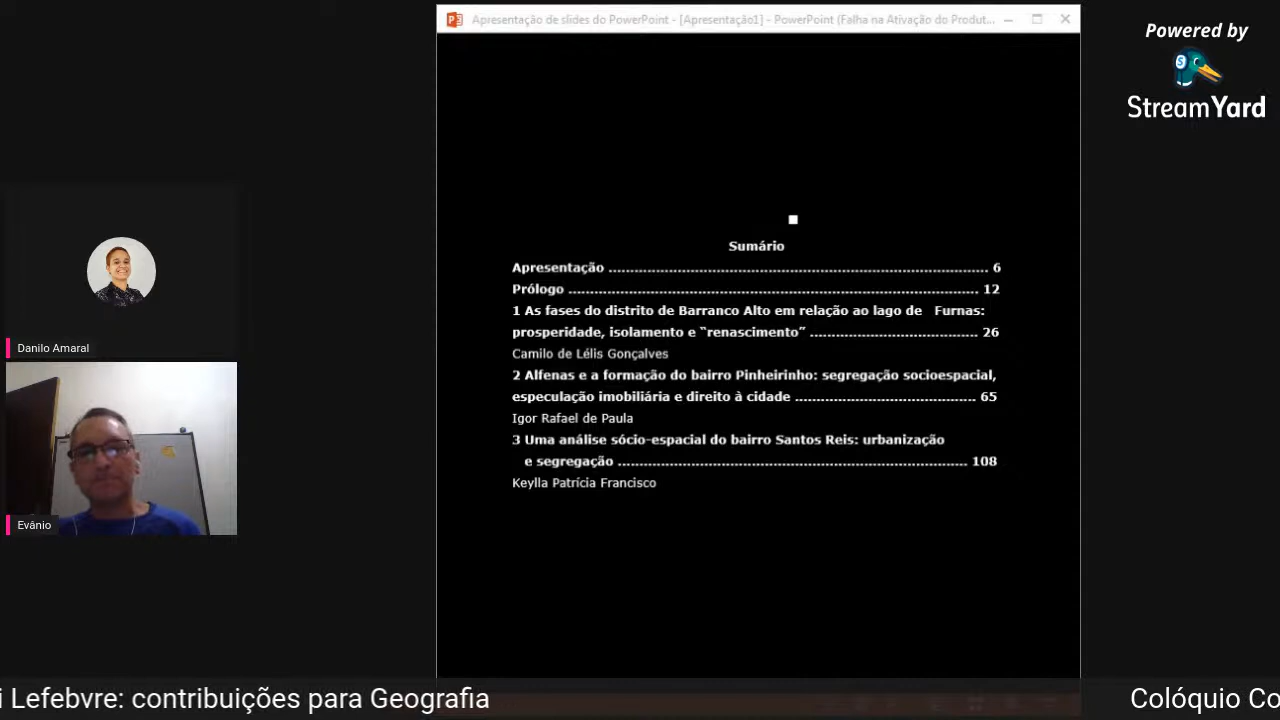 Apresentação de slides do PowerPoint - [Apresentação1] - PowerPoint (Falha na Ativação do Produt...
Powered by
StreamYard
Sumário
Apresentação ........................................................................................ 6
Prólogo ............................................................................................... 12
1 As fases do distrito de Barranco Alto em relação ao lago de Furnas:
prosperidade, isolamento e “renascimento” ....................................... 26
Camilo de Lélis Gonçalves
2 Alfenas e a formação do bairro Pinheirinho: segregação socioespacial,
especulação imobiliária e direito à cidade .......................................... 65
Igor Rafael de Paula
3 Uma análise sócio-espacial do bairro Santos Reis: urbanização
e segregação ................................................................................. 108
Keylla Patrícia Francisco
Danilo Amaral
Evânio
i Lefebvre: contribuições para Geografia
Colóquio Co